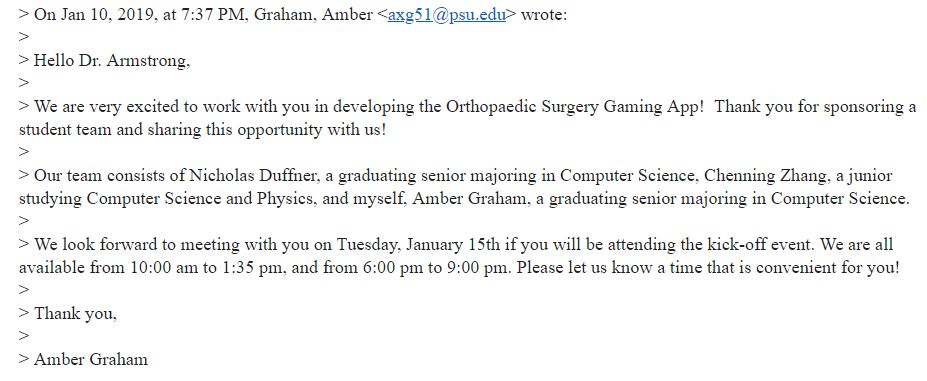 > On Jan 10, 2019, at 7:37 PM, Graham, Amber <axg51@psu.edu> wrote:
>
> Hello Dr. Armstrong,
>
> We are very excited to work with you in developing the Orthopaedic Surgery Gaming App!  Thank you for sponsoring a
student team and sharing this opportunity with us!
>
> Our team consists of Nicholas Duffner, a graduating senior majoring in Computer Science, Chenning Zhang, a junior
studying Computer Science and Physics, and myself, Amber Graham, a graduating senior majoring in Computer Science.
>
> We look forward to meeting with you on Tuesday, January 15th if you will be attending the kick-off event. We are all
available from 10:00 am to 1:35 pm, and from 6:00 pm to 9:00 pm. Please let us know a time that is convenient for you!
>
> Thank you,
>
> Amber Graham